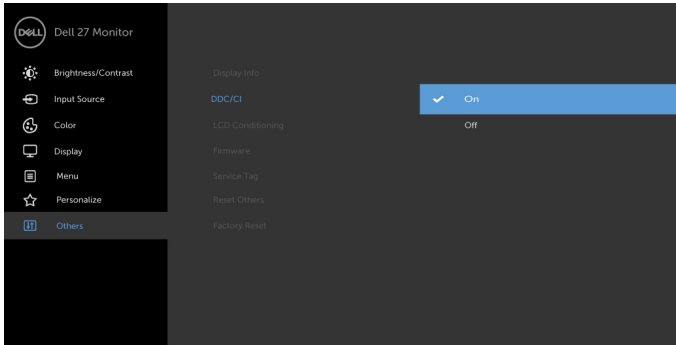 DELL Dell 27 Monitor
Brightness/Contrast
Input Source
Color
Display
Menu
Personalize
Others
Display Info
DDC/CI
LCD Conditioning
Firmware
Service Tag
Reset Others
Factory Reset
On
Off